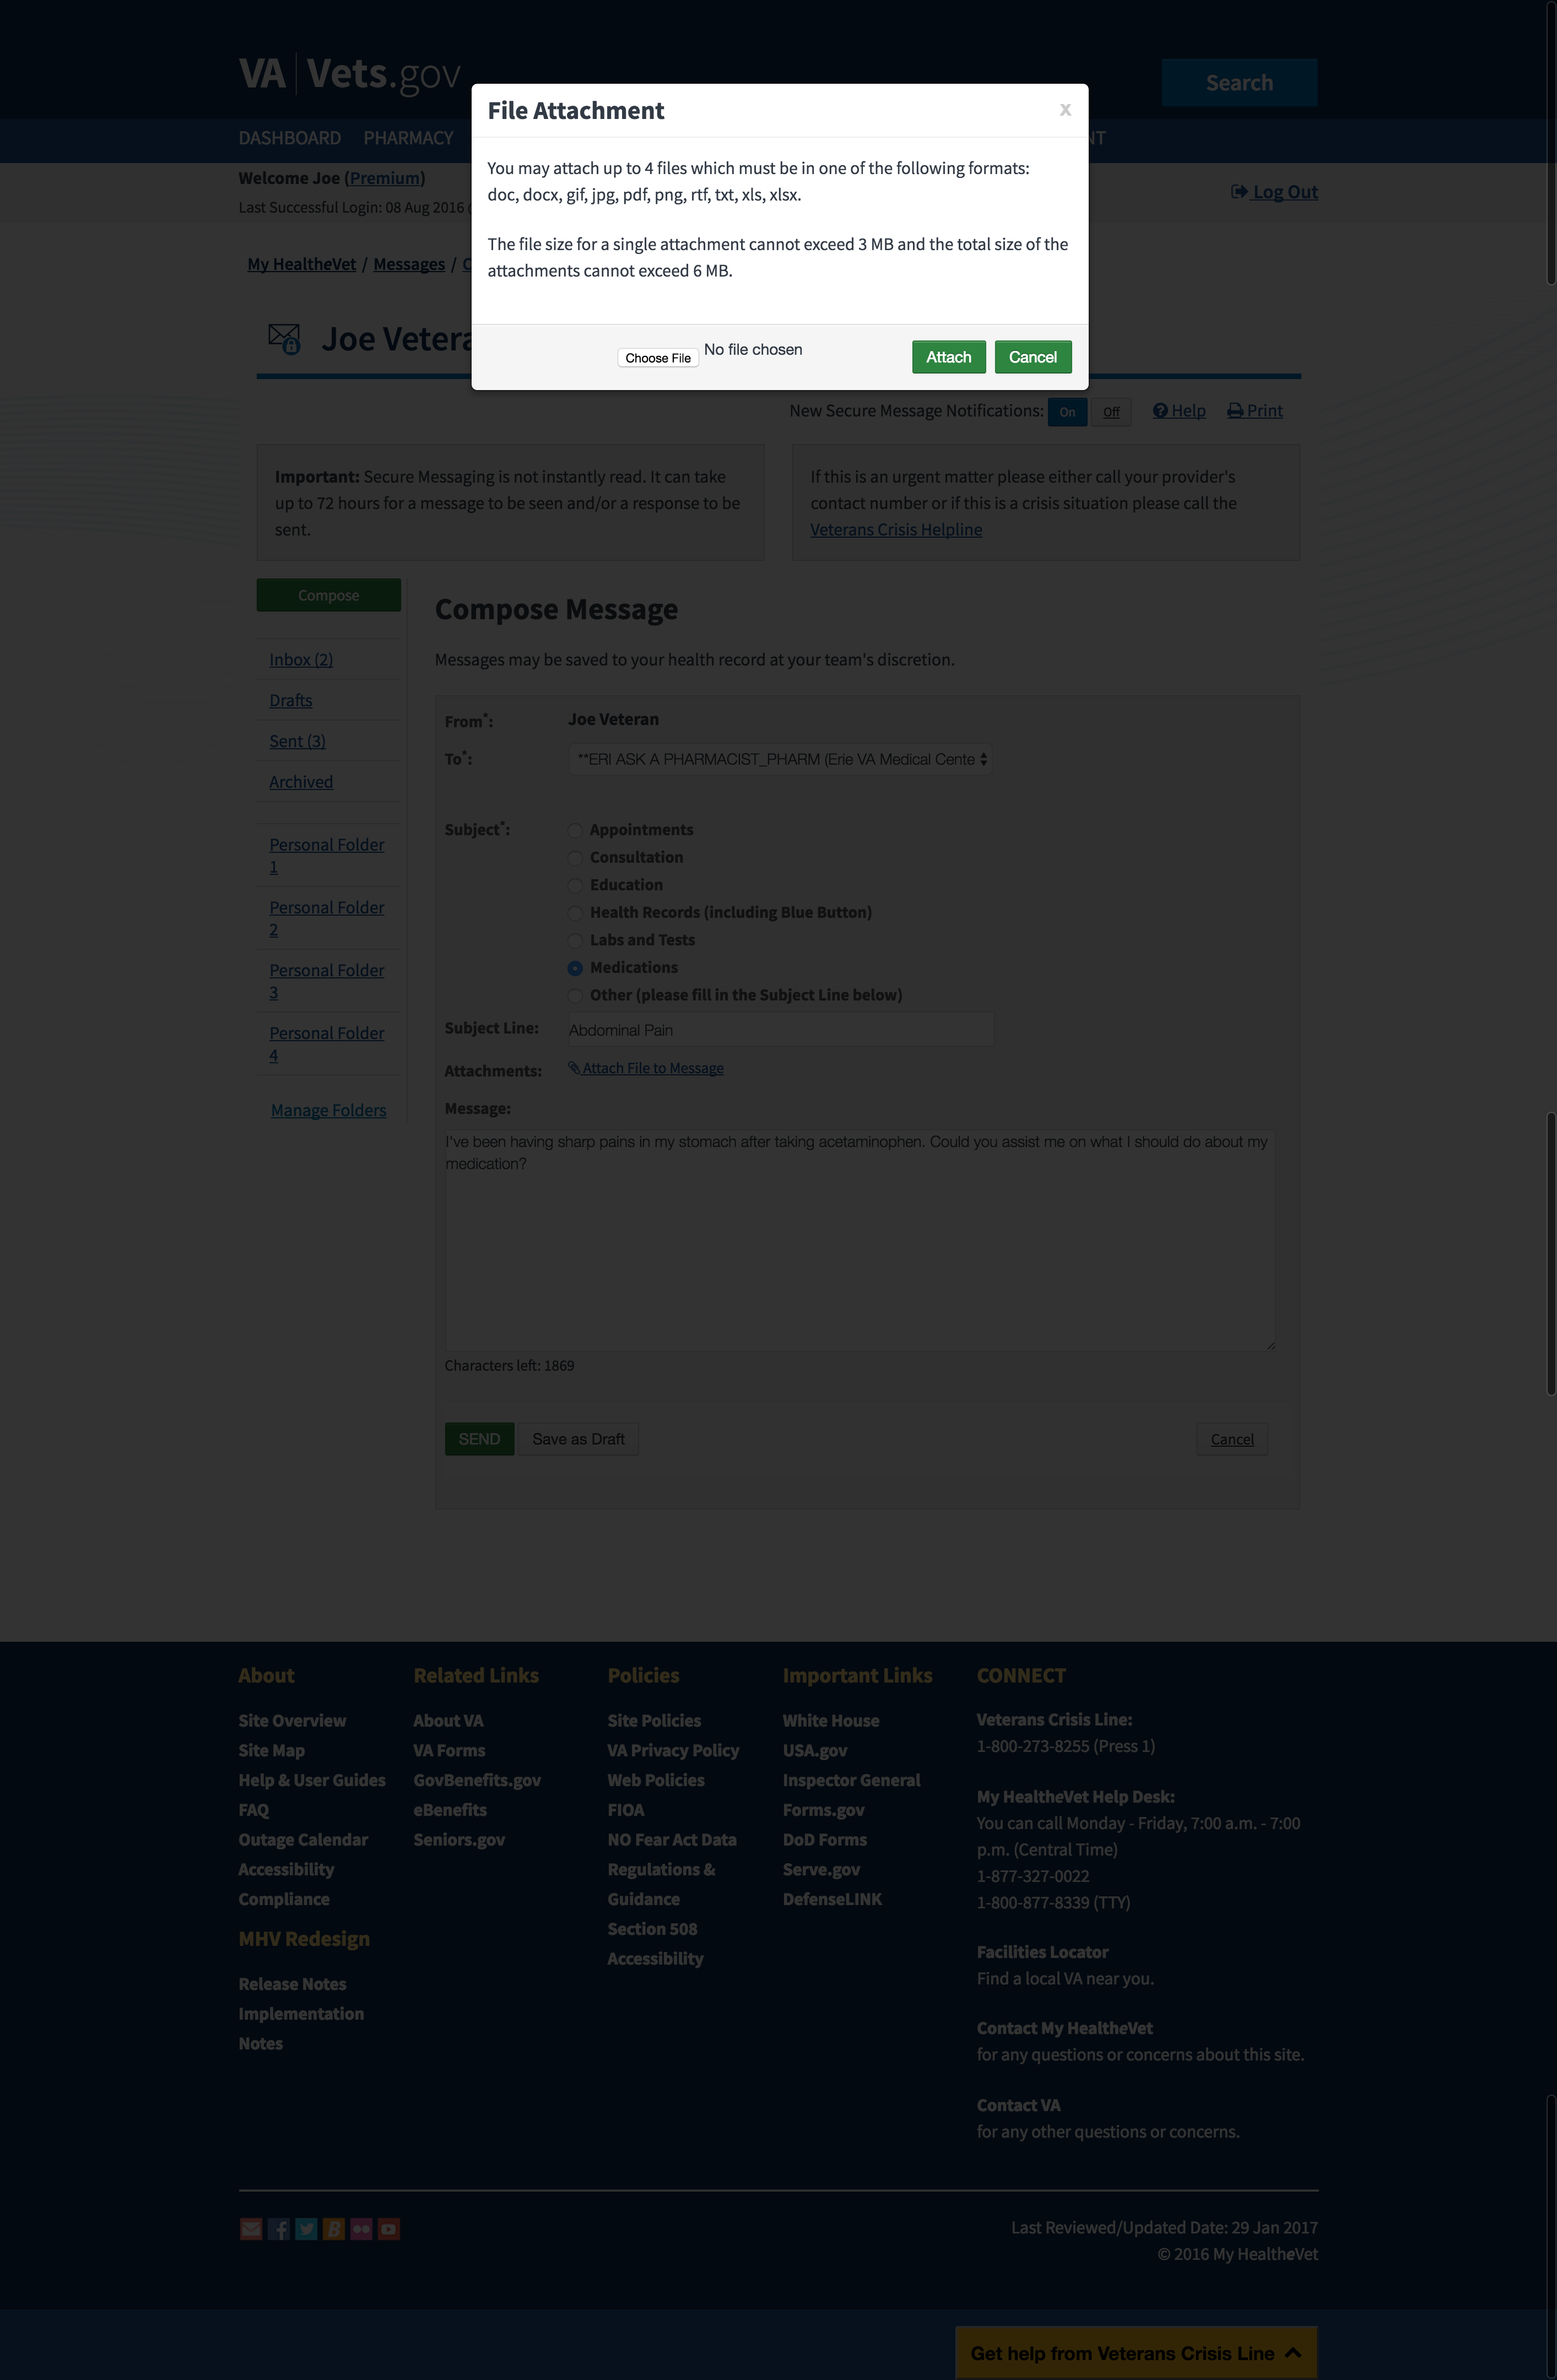 VA | Vets.gov
Search
DASHBOARD PHARMACY
NT
Welcome Joe (Premium)
Last Successful Login: 08 Aug 2016
Log Out
My HealtheVet / Messages / C
Joe Vetera
File Attachment
x
You may attach up to 4 files which must be in one of the following formats:
doc, docx, gif, jpg, pdf, png, rtf, txt, xls, xlsx.
The file size for a single attachment cannot exceed 3 MB and the total size of the
attachments cannot exceed 6 MB.
Choose File No file chosen
Attach
Cancel
New Secure Message Notifications: On Off Help Print
Important: Secure Messaging is not instantly read. It can take
up to 72 hours for a message to be seen and/or a response to be
sent.
If this is an urgent matter please either call your provider's
contact number or if this is a crisis situation please call the
Veterans Crisis Helpline
Compose
Inbox (2)
Drafts
Sent (3)
Archived
Personal Folder
1
Personal Folder
2
Personal Folder
3
Personal Folder
4
Manage Folders
Compose Message
Messages may be saved to your health record at your team's discretion.
From*: Joe Veteran
To*: **ERI ASK A PHARMACIST_PHARM (Erie VA Medical Cente
Subject*: Appointments
Consultation
Education
Health Records (including Blue Button)
Labs and Tests
Medications
Other (please fill in the Subject Line below)
Subject Line: Abdominal Pain
Attachments: Attach File to Message
Message:
I've been having sharp pains in my stomach after taking acetaminophen. Could you assist me on what I should do about my
medication?
Characters left: 1869
SEND Save as Draft Cancel
About
Site Overview
Site Map
Help & User Guides
FAQ
Outage Calendar
Accessibility
Compliance
MHV Redesign
Release Notes
Implementation
Notes
Related Links
About VA
VA Forms
GovBenefits.gov
eBenefits
Seniors.gov
Policies
Site Policies
VA Privacy Policy
Web Policies
FIOA
NO Fear Act Data
Regulations &
Guidance
Section 508
Accessibility
Important Links
White House
USA.gov
Inspector General
Forms.gov
DoD Forms
Serve.gov
DefenseLINK
CONNECT
Veterans Crisis Line:
1-800-273-8255 (Press 1)
My HealtheVet Help Desk:
You can call Monday - Friday, 7:00 a.m. - 7:00
p.m. (Central Time)
1-877-327-0022
1-800-877-8339 (TTY)
Facilities Locator
Find a local VA near you.
Contact My HealtheVet
for any questions or concerns about this site.
Contact VA
for any other questions or concerns.
Last Reviewed/Updated Date: 29 Jan 2017
© 2016 My HealtheVet
Get help from Veterans Crisis Line